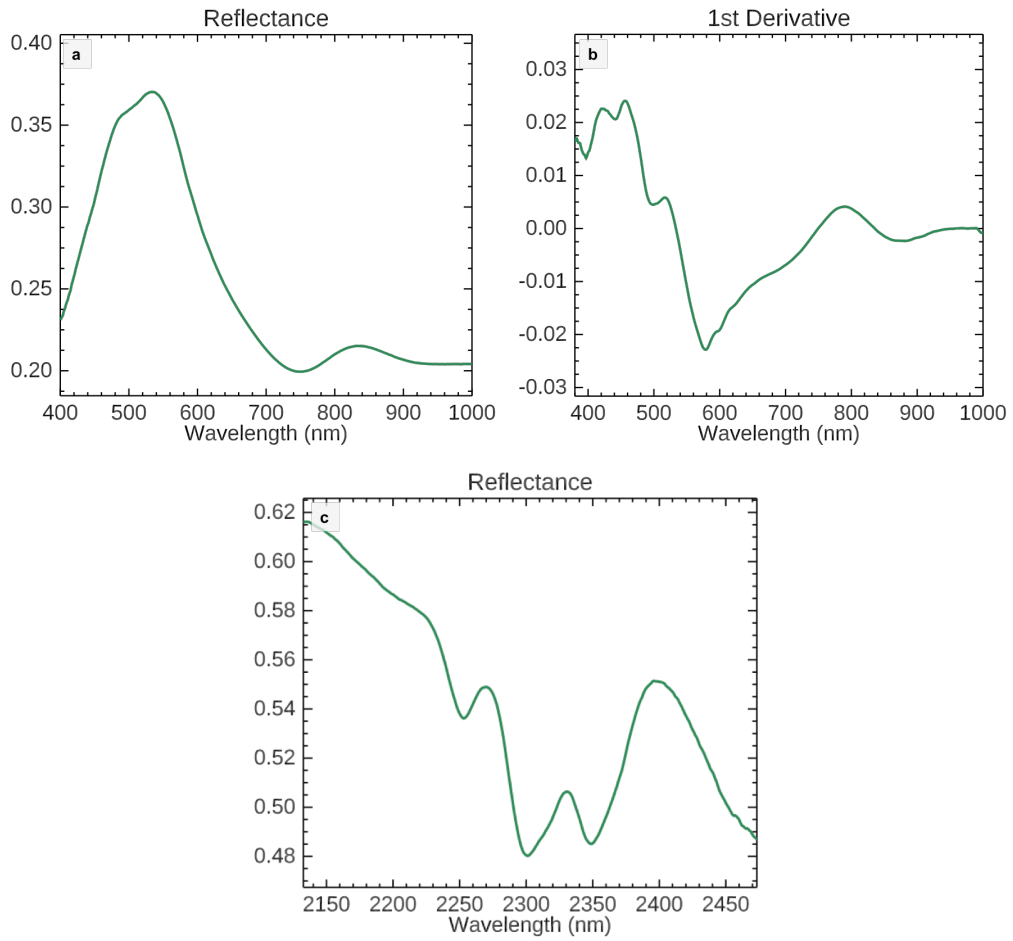 Reflectance
a
0.40
0.35
0.30
0.25
0.20
400 500 600 700 800 900 1000
Wavelength (nm)
1st Derivative
b
0.03
0.02
0.01
0.00
-0.01
-0.02
-0.03
400 500 600 700 800 900 1000
Wavelength (nm)
Reflectance
c
0.62
0.60
0.58
0.56
0.54
0.52
0.50
0.48
2150 2200 2250 2300 2350 2400 2450
Wavelength (nm)